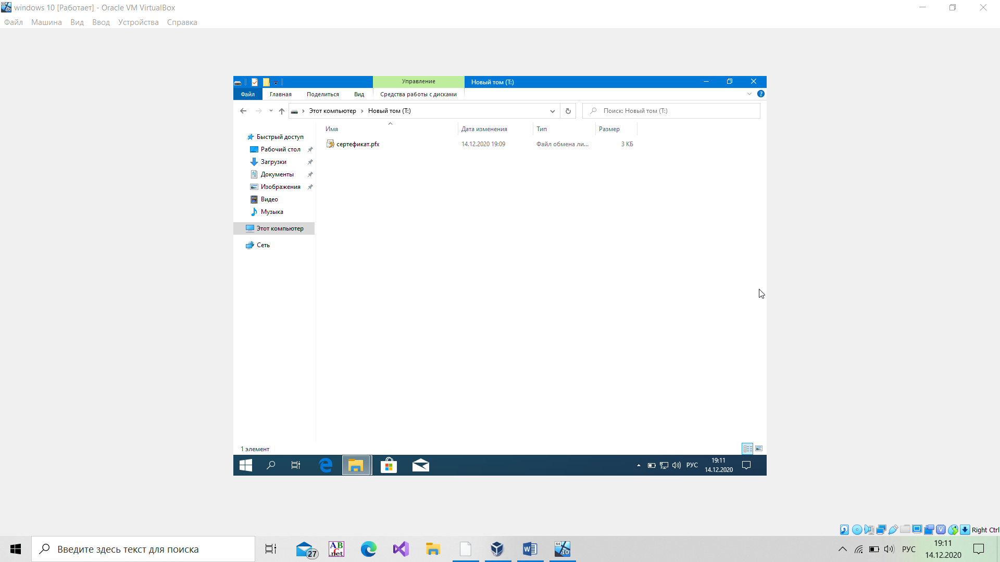 windows 10 [Работает] - Oracle VM VirtualBox
Файл Машина Вид Ввод Устройства Справка
Управление
Новый том (T:)
Файл Главная Поделиться Вид Средства работы с дисками
Этот компьютер Новый том (T:)
Поиск: Новый том (T:)
Имя Дата изменения Тип Размер
сертефикат.pfx 14.12.2020 19:09 Файл обмена ли... 3 КБ
Быстрый доступ
Рабочий стол
Загрузки
Документы
Изображения
Видео
Музыка
Этот компьютер
Сеть
1 элемент
РУС
19:11
14.12.2020
Right Ctrl
Введите здесь текст для поиска
27
ABC
.net
64
10
РУС
19:11
14.12.2020